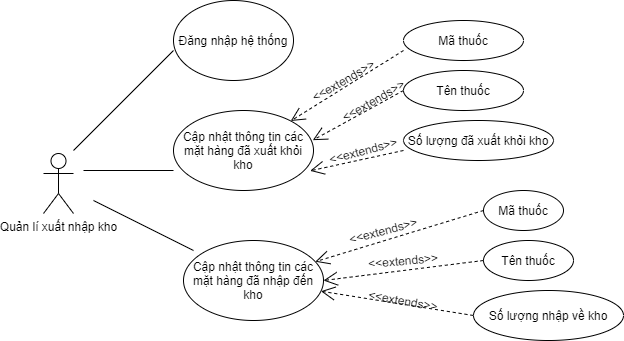 Đăng nhập hệ thống
<<extends>>
Mã thuốc
<<extends>>
Tên thuốc
Cập nhật thông tin các
mặt hàng đã xuất khỏi
kho
<<extends>>
Số lượng đã xuất khỏi kho
Quản lí xuất nhập kho
Cập nhật thông tin các
mặt hàng đã nhập đến
kho
<<extends>>
Mã thuốc
<<extends>>
Tên thuốc
<<extends>>
Số lượng nhập về kho